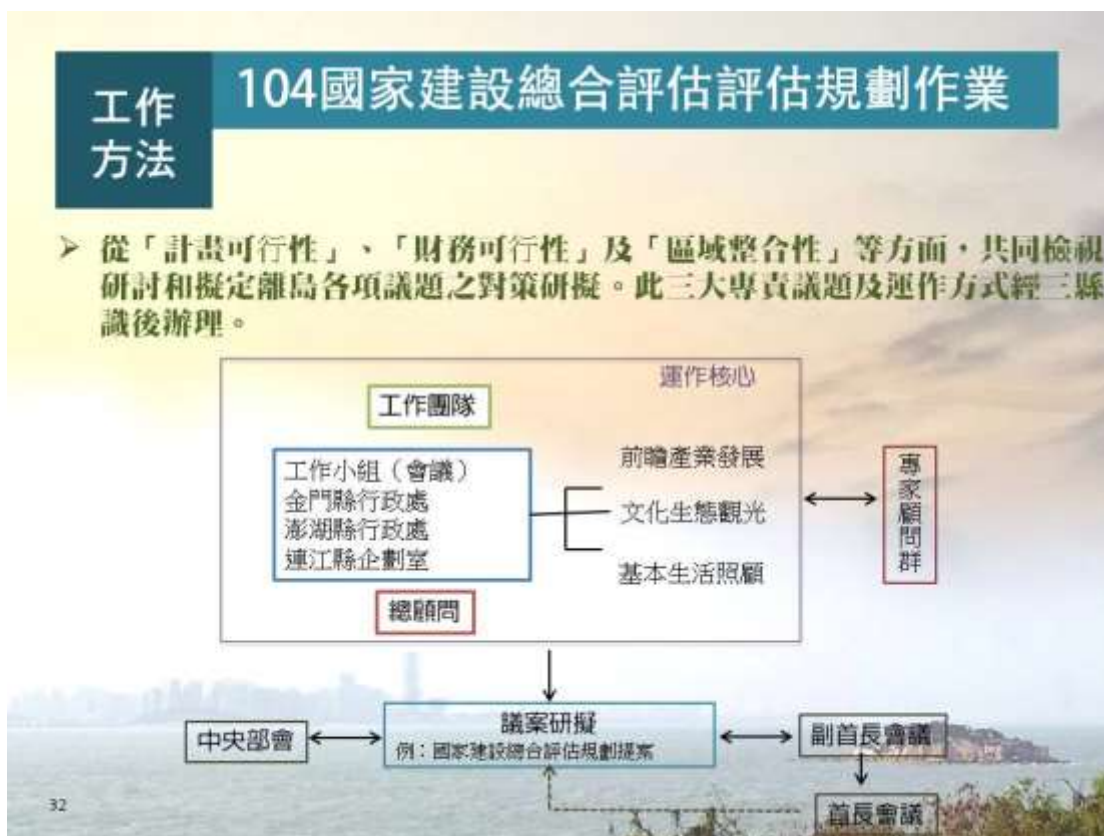 工作
方法
104國家建設總合評估評估規劃作業
➢ 從「計畫可行性」、「財務可行性」及「區域整合性」等方面，共同檢視
研討和擬定離島各項議題之對策研擬。此三大專責議題及運作方式經三縣
識後辦理。
運作核心
工作團隊
工作小組（會議）
金門縣行政處
澎湖縣行政處
連江縣企劃室
總顧問
前瞻產業發展
文化生態觀光
基本生活照顧
專家顧問群
議案研擬
例：國家建設總合評估規劃提案
中央部會
副首長會議
首長會議
32